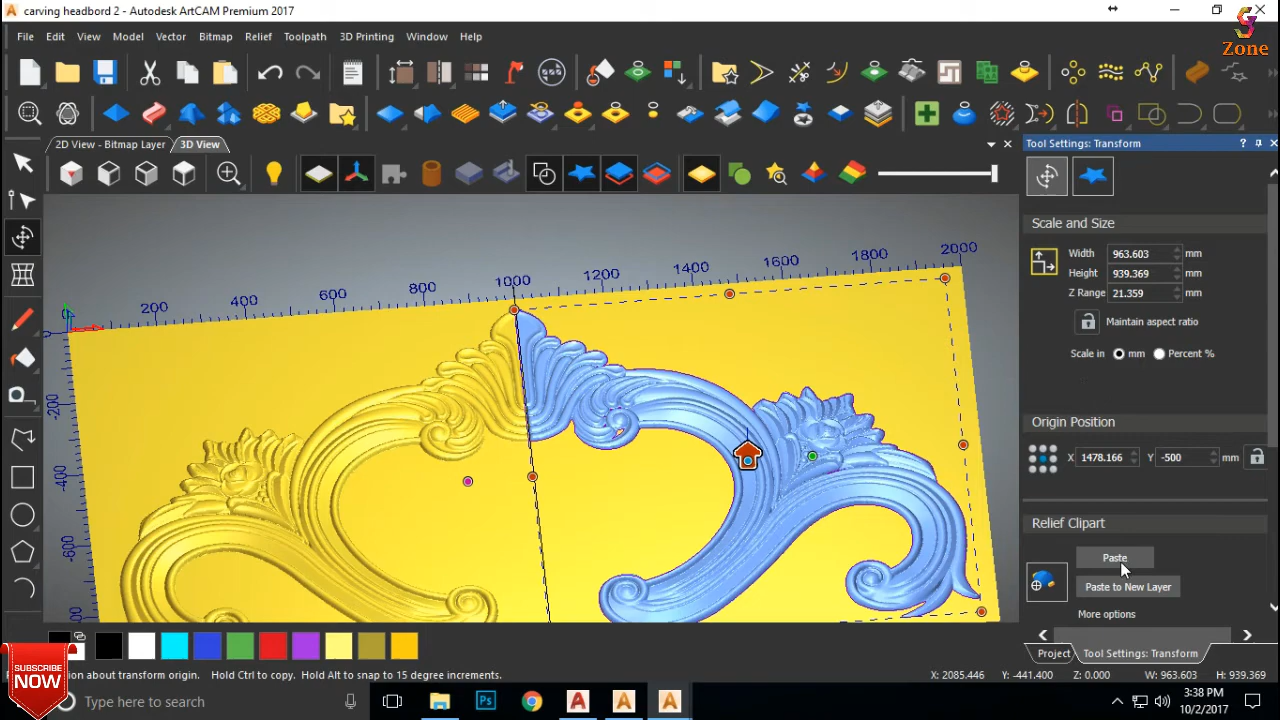 carving headbord 2 - Autodesk ArtCAM Premium 2017
File Edit View Model Vector Bitmap Relief Toolpath 3D Printing Window Help
Zone
2D View - Bitmap Layer 3D View
Tool Settings: Transform
Scale and Size
Width 963.603 mm
Height 939.369 mm
Z Range 21.359 mm
Maintain aspect ratio
Scale in mm Percent %
Origin Position
X 1478.166 Y -500 mm
Relief Clipart
Paste
Paste to New Layer
More options
Project Tool Settings: Transform
0 200 400 600 800 1000 1200 1400 1600 1800 2000
0
-200
-400
-600
about transform origin. Hold Ctrl to copy. Hold Alt to snap to 15 degree increments.
X: 2085.446 Y: -441.400 Z: 0.000 W: 963.603 H: 939.369
SUBSCRIBE
NOW
Type here to search
Ps
3:38 PM
10/2/2017